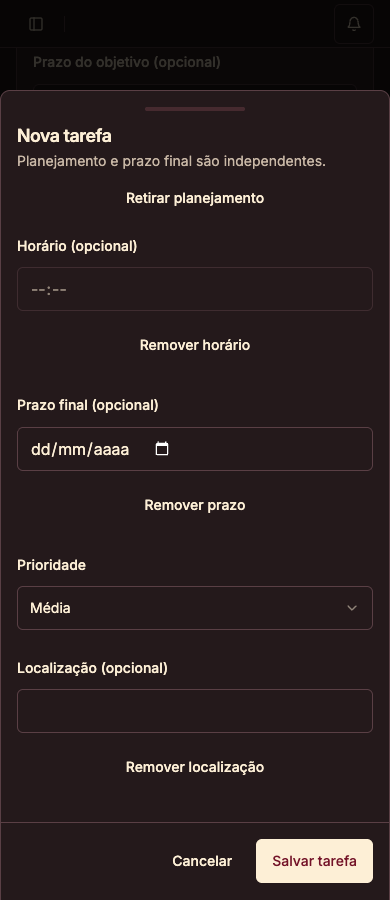 Prazo do objetivo (opcional)
Nova tarefa
Planejamento e prazo final são independentes.
Retirar planejamento
Horário (opcional)
--:--
Remover horário
Prazo final (opcional)
dd/mm/aaaa
Remover prazo
Prioridade
Média
Localização (opcional)
Remover localização
Cancelar
Salvar tarefa